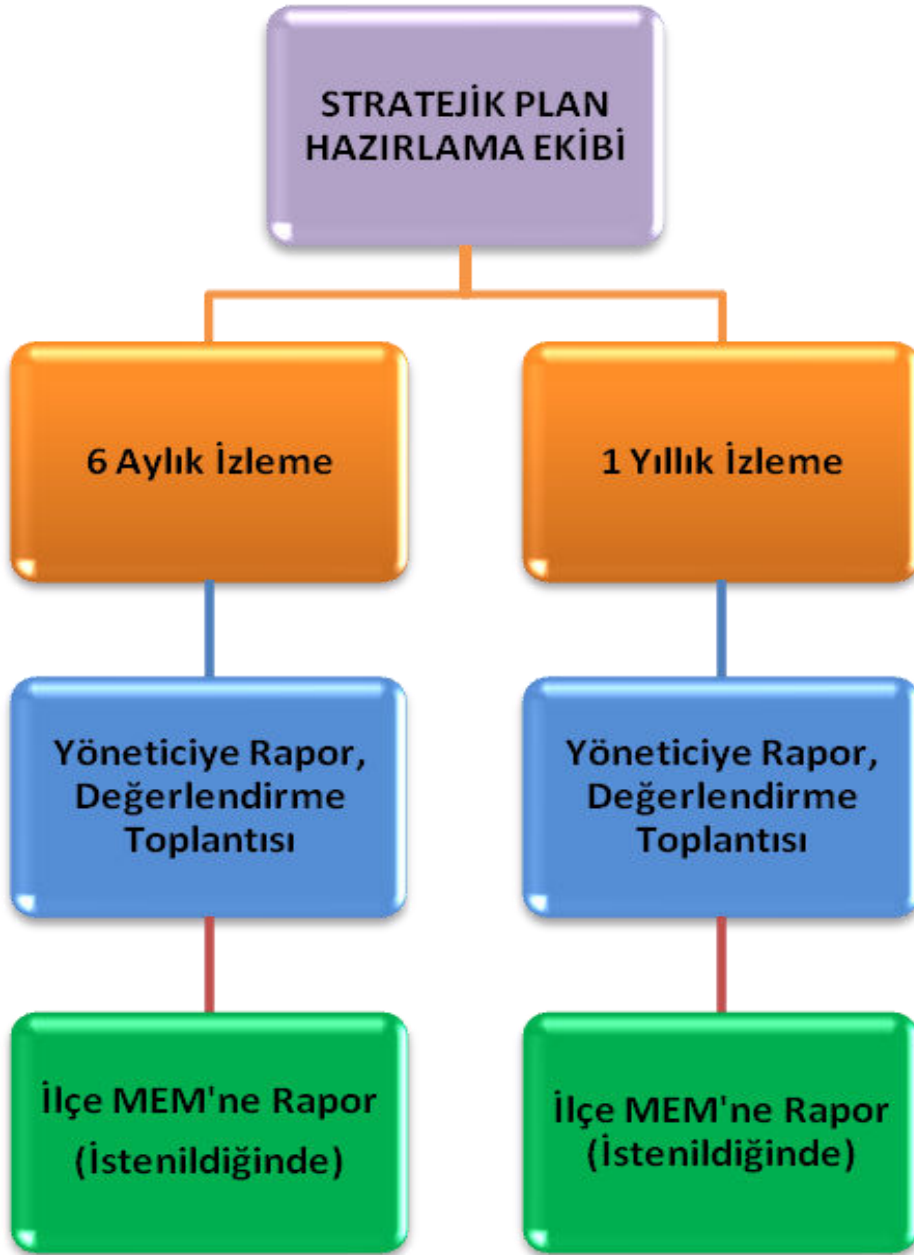 STRATEJİK PLAN
HAZIRLAMA EKİBİ
6 Aylık İzleme
1 Yıllık İzleme
Yöneticiye Rapor,
Değerlendirme
Toplantısı
Yöneticiye Rapor,
Değerlendirme
Toplantısı
İlçe MEM'ne Rapor
(İstenildiğinde)
İlçe MEM'ne Rapor
(İstenildiğinde)